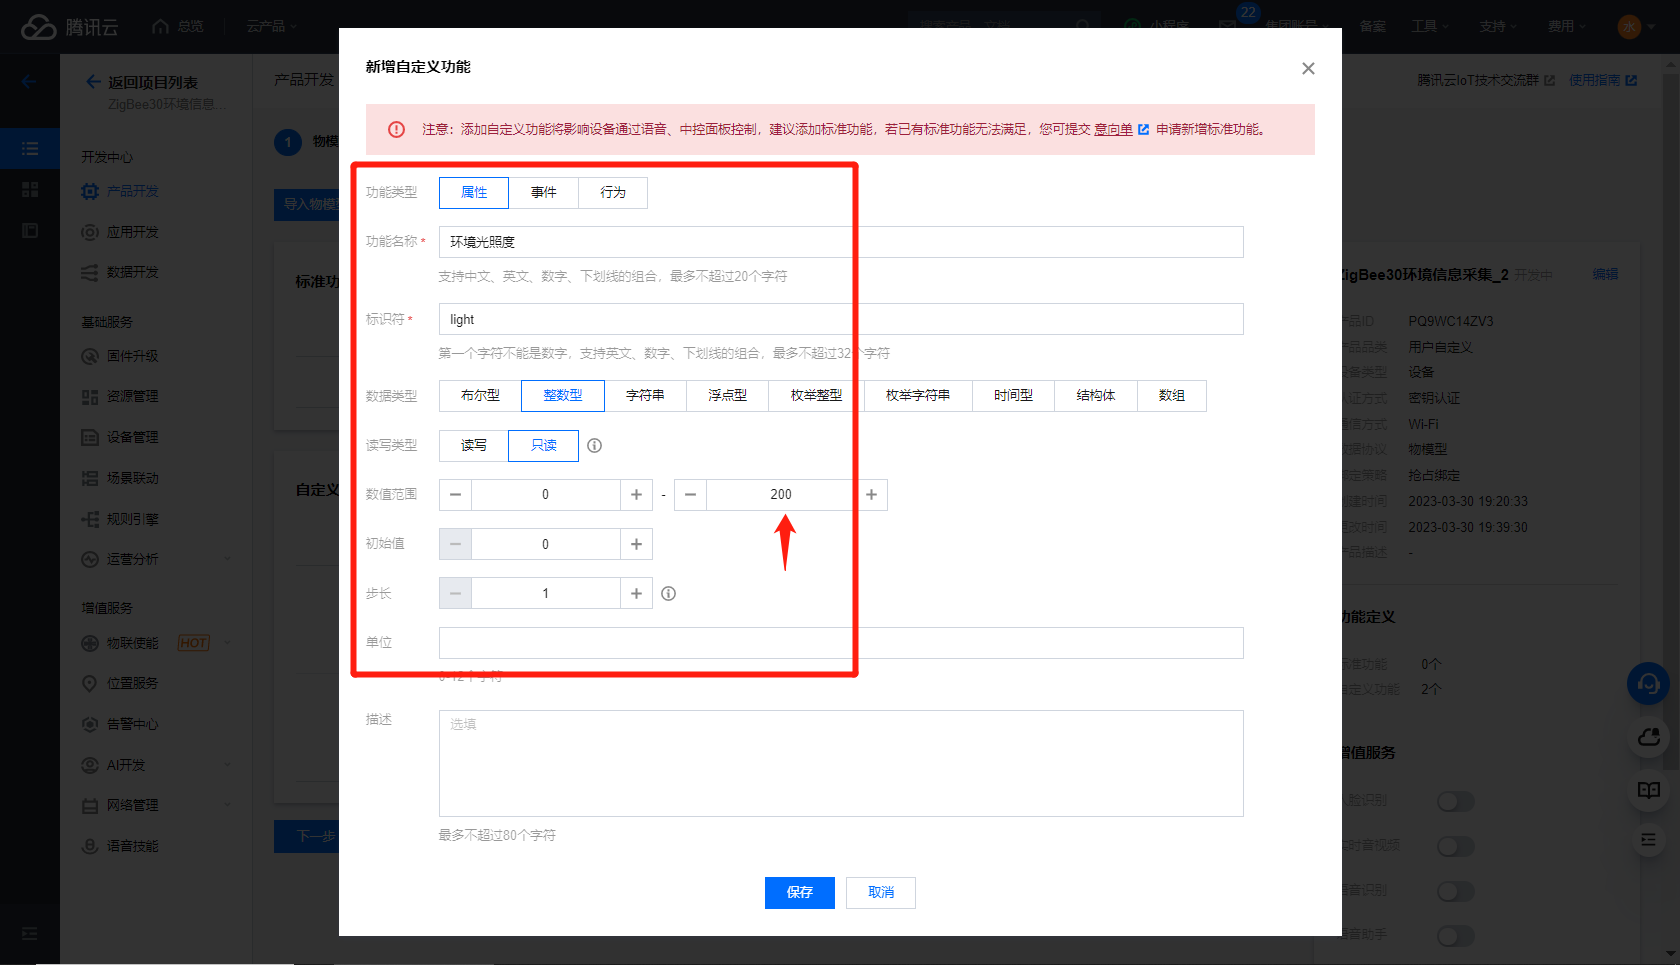 腾讯云
总览
云产品
小程序
22
集团账号
备案
工具
支持
费用
水
返回项目列表
ZigBee30环境信息...
产品开发
腾讯云IoT技术交流群
使用指南
1
物模
导入物模
标准功
自定义
下一步
开发中心
产品开发
应用开发
数据开发
基础服务
固件升级
资源管理
设备管理
场景联动
规则引擎
运营分析
增值服务
物联使能 HOT
位置服务
告警中心
AI开发
网络管理
语音技能
新增自定义功能
注意：添加自定义功能将影响设备通过语音、中控面板控制，建议添加标准功能，若已有标准功能无法满足，您可提交 意向单 申请新增标准功能。
功能类型 属性 事件 行为
功能名称 * 环境光照度
支持中文、英文、数字、下划线的组合，最多不超过20个字符
标识符 * light
第一个字符不能是数字，支持英文、数字、下划线的组合，最多不超过32个字符
数据类型 布尔型 整数型 字符串 浮点型 枚举整型 枚举字符串 时间型 结构体 数组
读写类型 读写 只读
数值范围 0 - 200
初始值 0
步长 1
单位
0-12个字符
描述 选填
最多不超过80个字符
保存 取消
ZigBee30环境信息采集_2 开发中 编辑
产品ID PQ9WC14ZV3
产品品类 用户自定义
设备类型 设备
认证方式 密钥认证
通信方式 Wi-Fi
数据协议 物模型
绑定策略 抢占绑定
创建时间 2023-03-30 19:20:33
更改时间 2023-03-30 19:39:30
产品描述 -
功能定义
标准功能 0个
自定义功能 2个
增值服务
人脸识别
实时音视频
语音识别
语音助手